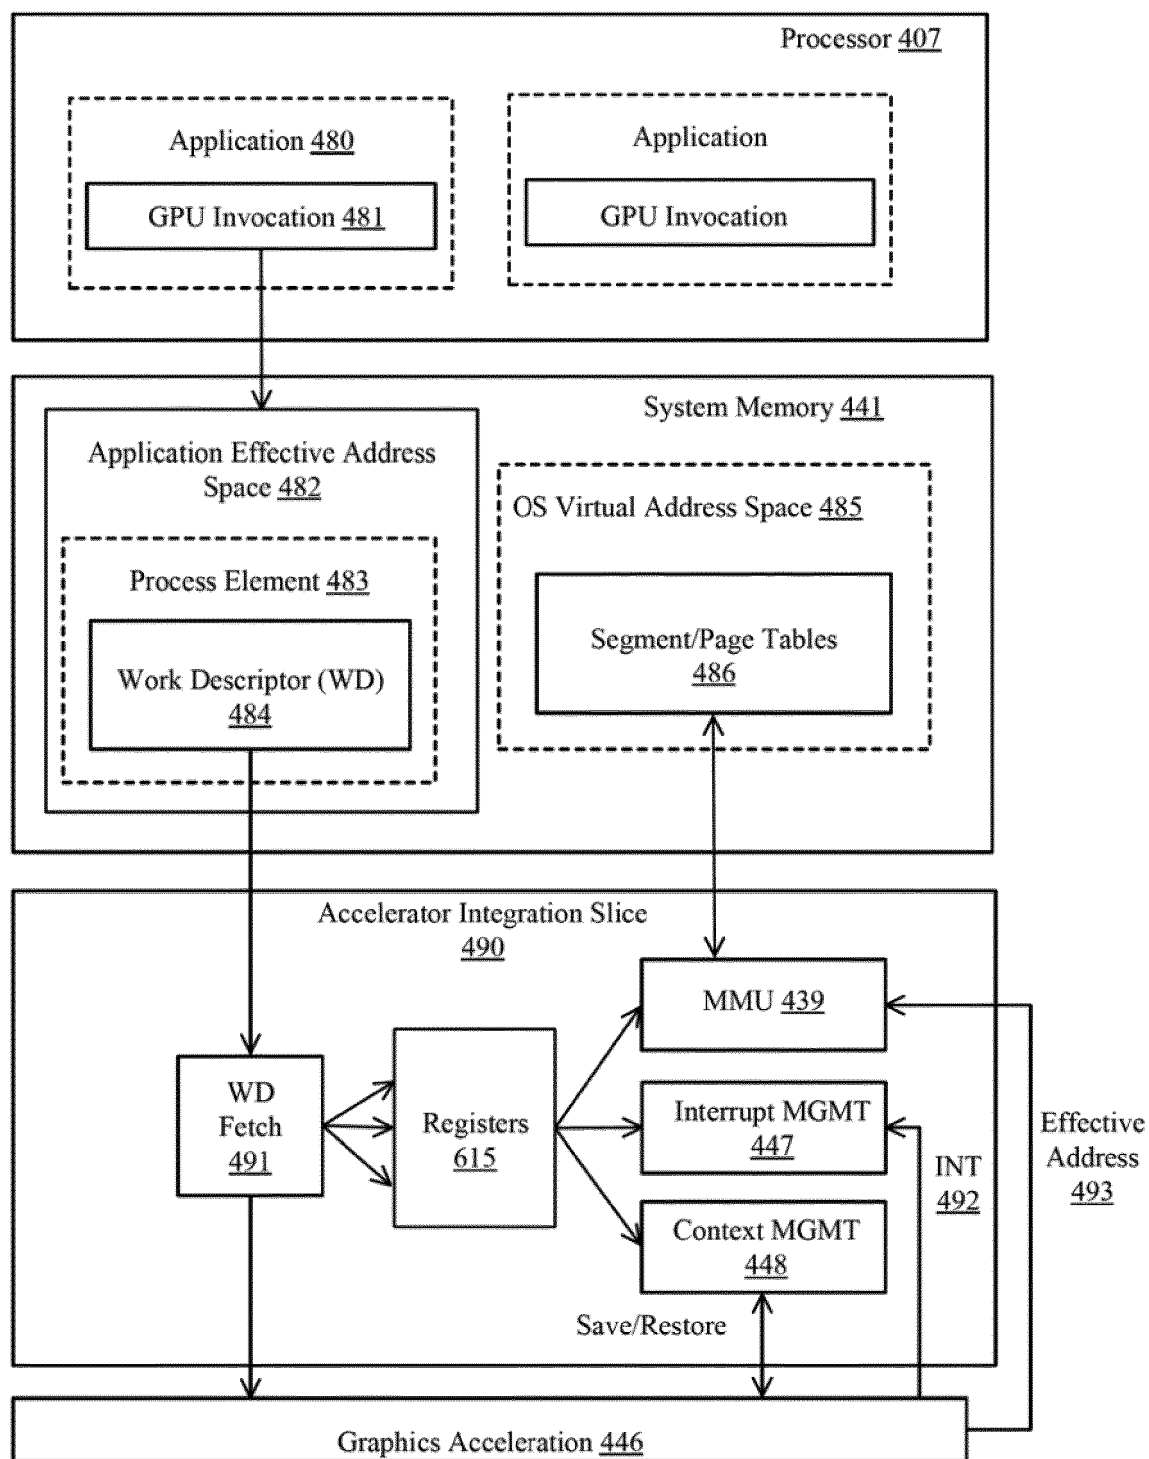 Processor 407
Application 480
GPU Invocation 481
Application
GPU Invocation
System Memory 441
Application Effective Address
Space 482
Process Element 483
Work Descriptor (WD)
484
OS Virtual Address Space 485
Segment/Page Tables
486
Accelerator Integration Slice
490
WD
Fetch
491
Registers
615
MMU 439
Interrupt MGMT
447
Context MGMT
448
Save/Restore
INT
492
Effective
Address
493
Graphics Acceleration 446